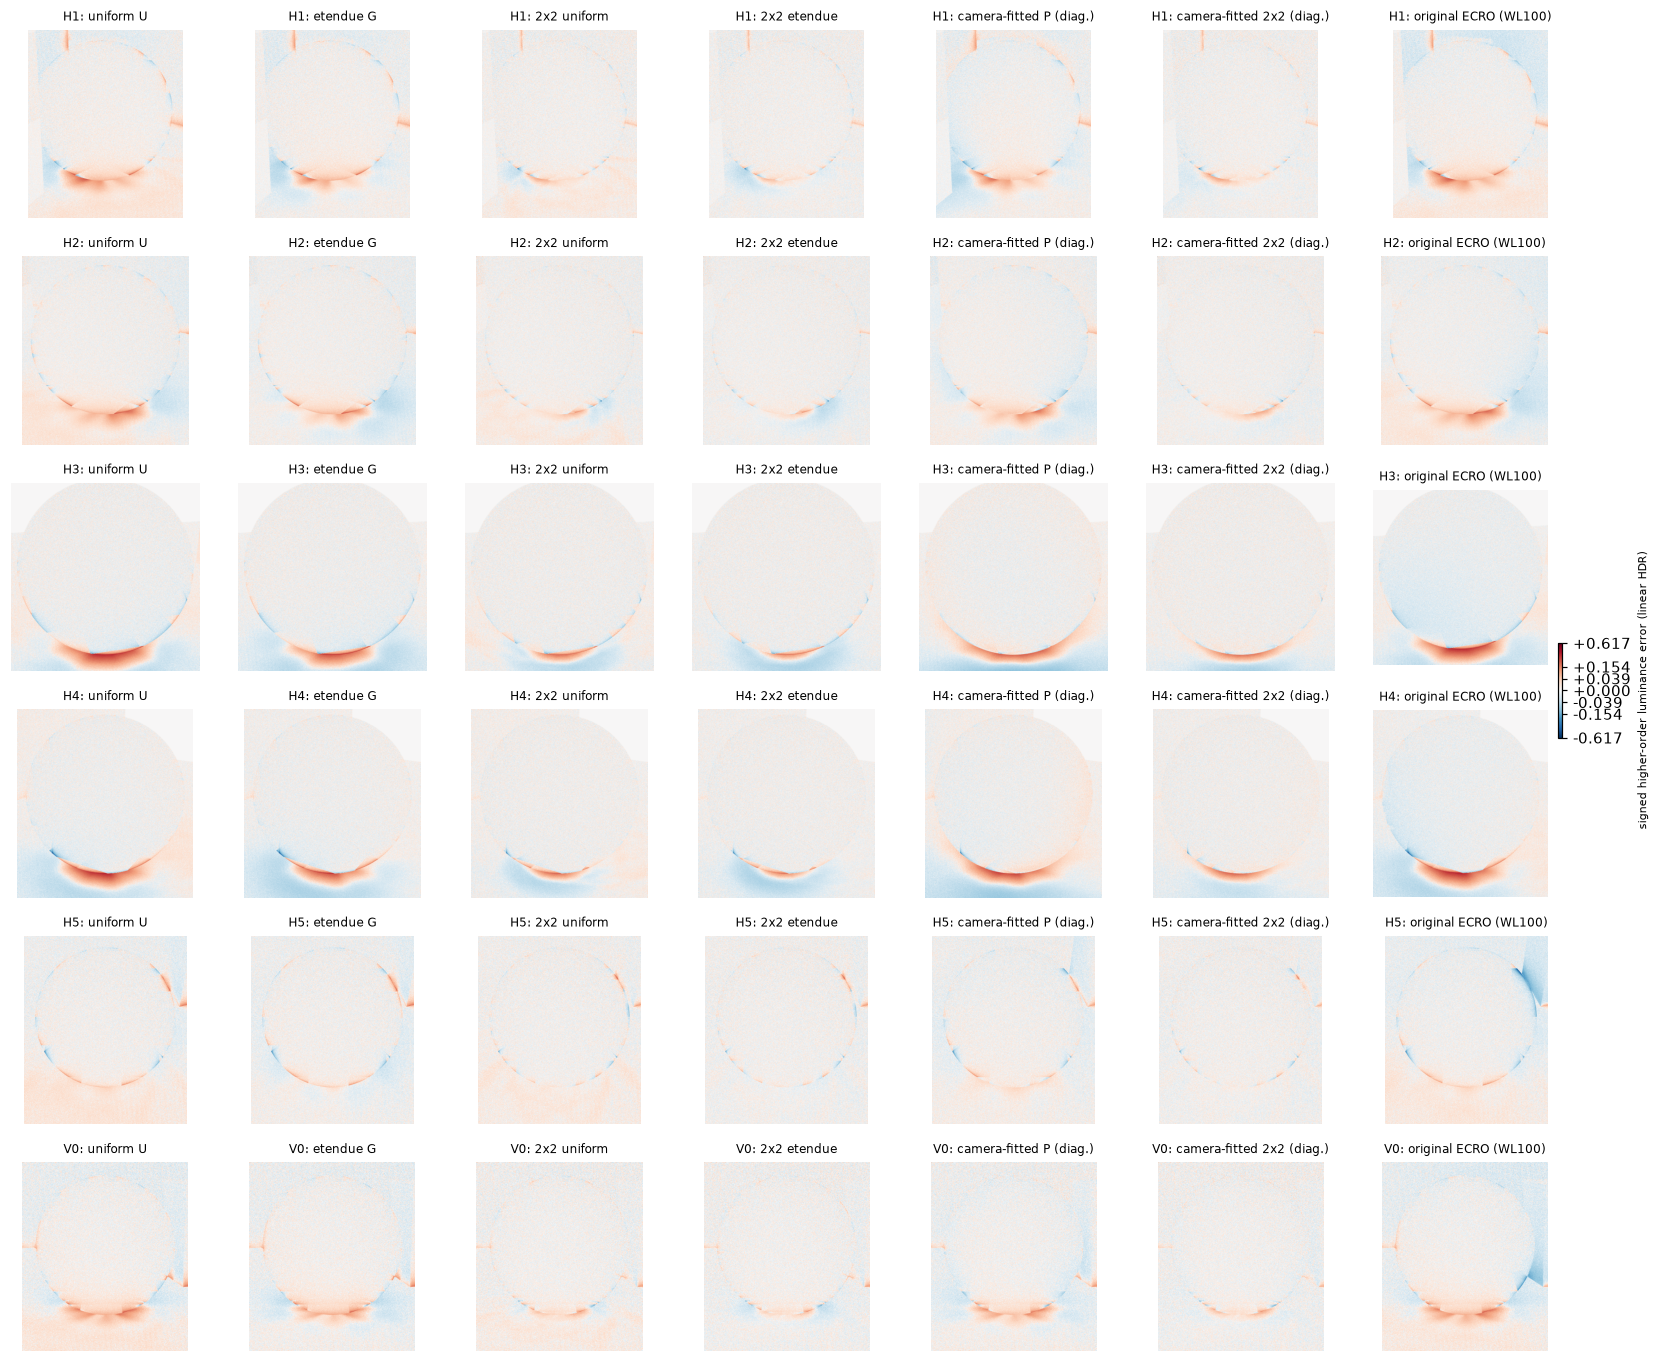 H1: uniform U
H1: etendue G
H1: 2x2 uniform
H1: 2x2 etendue
H1: camera-fitted P (diag.)
H1: camera-fitted 2x2 (diag.)
H1: original ECRO (WL100)
H2: uniform U
H2: etendue G
H2: 2x2 uniform
H2: 2x2 etendue
H2: camera-fitted P (diag.)
H2: camera-fitted 2x2 (diag.)
H2: original ECRO (WL100)
H3: uniform U
H3: etendue G
H3: 2x2 uniform
H3: 2x2 etendue
H3: camera-fitted P (diag.)
H3: camera-fitted 2x2 (diag.)
H3: original ECRO (WL100)
H4: uniform U
H4: etendue G
H4: 2x2 uniform
H4: 2x2 etendue
H4: camera-fitted P (diag.)
H4: camera-fitted 2x2 (diag.)
H4: original ECRO (WL100)
H5: uniform U
H5: etendue G
H5: 2x2 uniform
H5: 2x2 etendue
H5: camera-fitted P (diag.)
H5: camera-fitted 2x2 (diag.)
H5: original ECRO (WL100)
V0: uniform U
V0: etendue G
V0: 2x2 uniform
V0: 2x2 etendue
V0: camera-fitted P (diag.)
V0: camera-fitted 2x2 (diag.)
V0: original ECRO (WL100)
+0.617
+0.154
+0.039
+0.000
-0.039
-0.154
-0.617
signed higher-order luminance error (linear HDR)